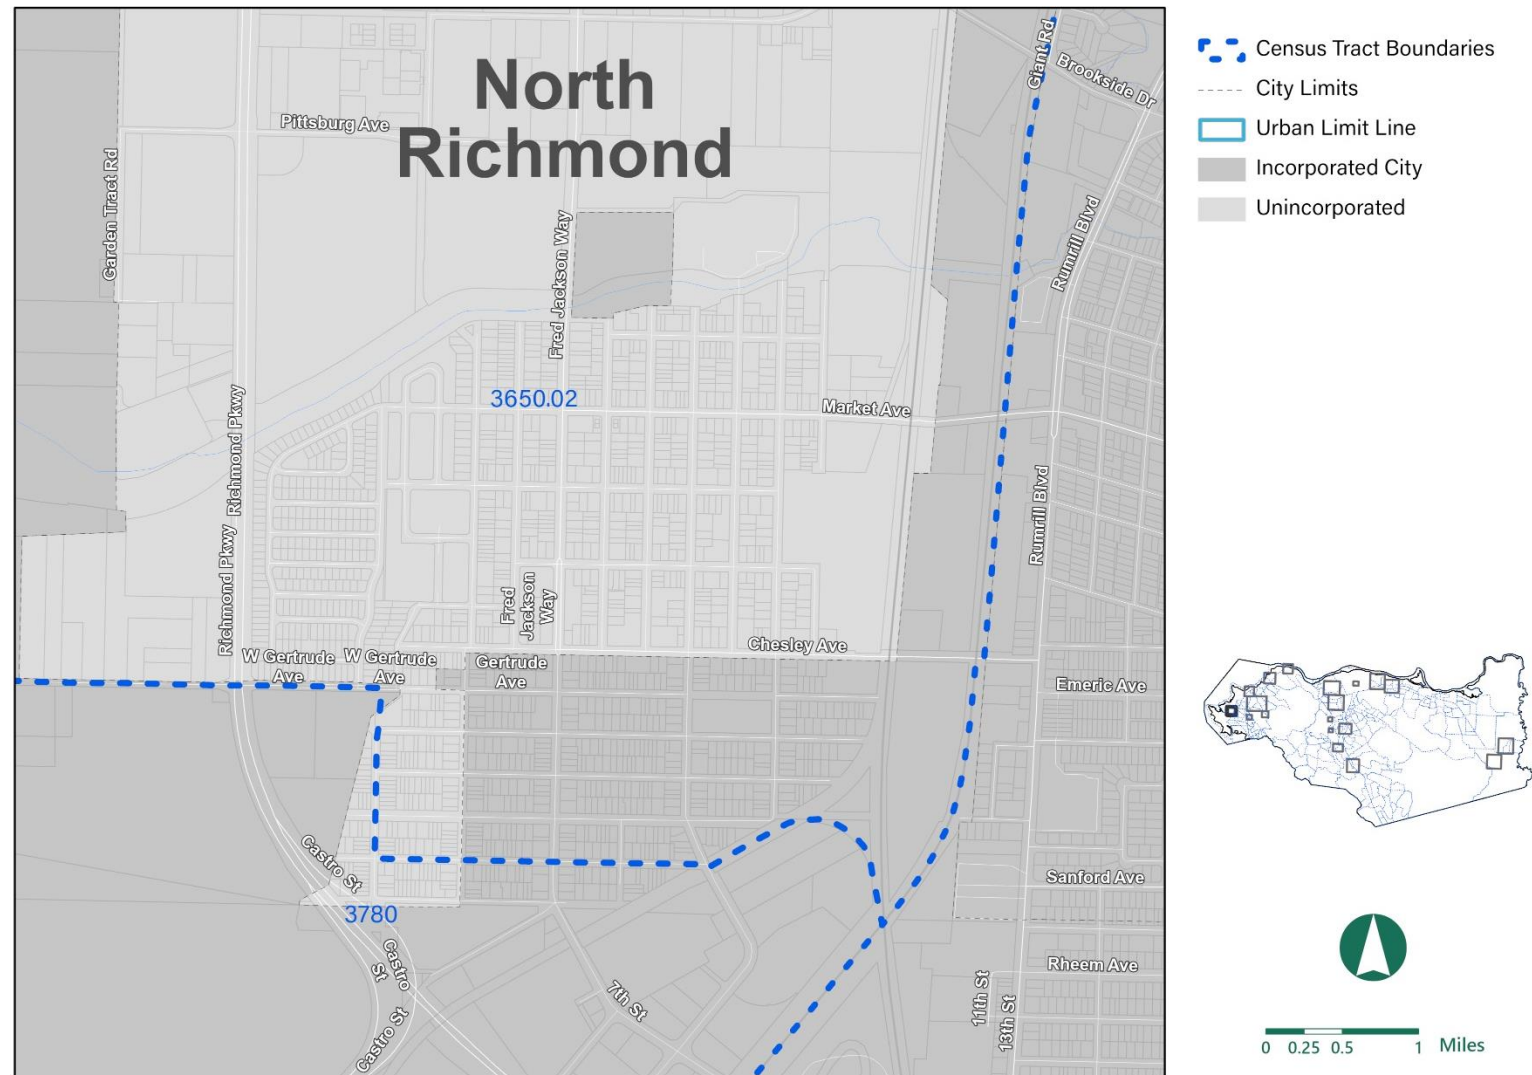 North
Richmond
Giant Rd
Brookside Dr
Pittsburg Ave
Garden Tract Rd
Fred Jackson Way
Rumrill Blvd
3650.02
Market Ave
Richmond Pkwy
Richmond Pkwy
Rumrill Blvd
Fred
Jackson
Way
Chesley Ave
W Gertrude
Ave
W Gertrude
Ave
Gertrude
Ave
Emeric Ave
Castro St
3780
Sanford Ave
Castro
St
Castro St
7th St
Rheem Ave
11th St
13th St
Census Tract Boundaries
City Limits
Urban Limit Line
Incorporated City
Unincorporated
0 0.25 0.5 1 Miles